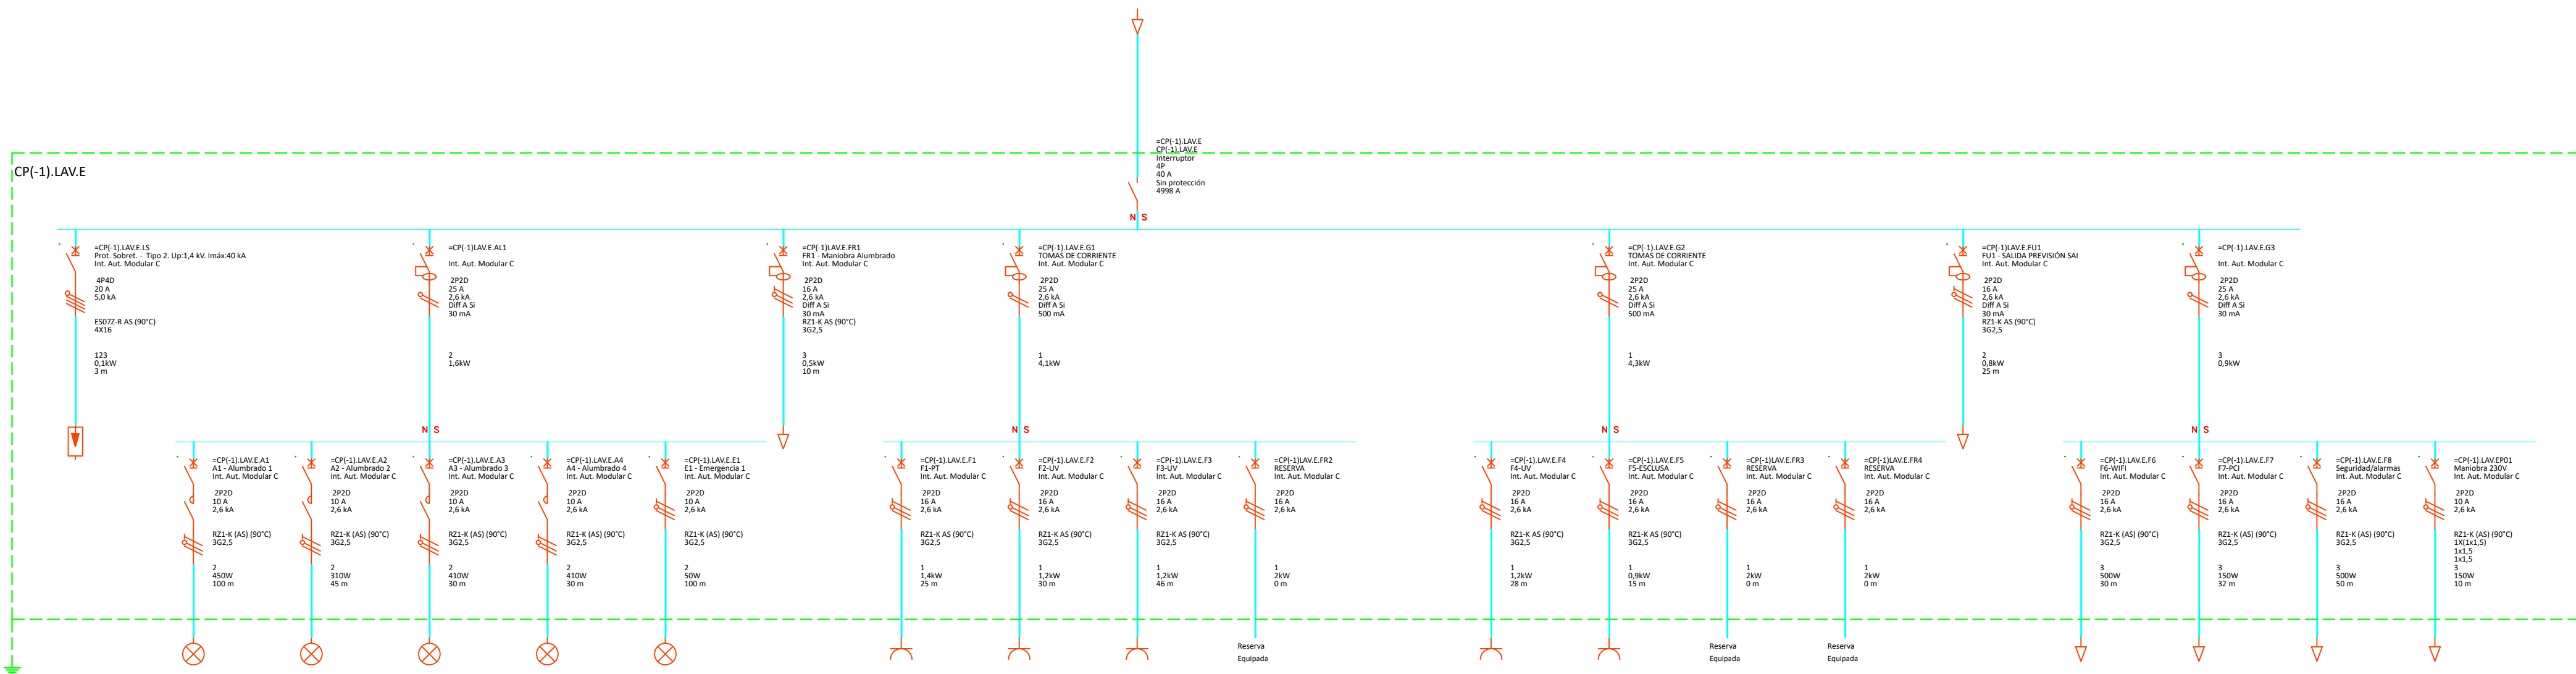 =CP(-1).LAV.E
CP(-1).LAV.E
Interruptor
4P
40 A
Sin protección
4998 A
CP(-1).LAV.E
N S
=CP(-1).LAV.E.LS
Prot. Sobret. - Tipo 2. Up:1,4 kV. Imáx:40 kA
Int. Aut. Modular C
4P4D
20 A
5,0 kA
ES07Z-R AS (90°C)
4X16
123
0,1kW
3 m
=CP(-1)LAV.E.AL1
Int. Aut. Modular C
2P2D
25 A
2,6 kA
Diff A Si
30 mA
2
1,6kW
=CP(-1)LAV.E.FR1
FR1 - Maniobra Alumbrado
Int. Aut. Modular C
2P2D
16 A
2,6 kA
Diff A Si
30 mA
RZ1-K AS (90°C)
3G2,5
3
0,5kW
10 m
=CP(-1).LAV.E.G1
TOMAS DE CORRIENTE
Int. Aut. Modular C
2P2D
25 A
2,6 kA
Diff A Si
500 mA
1
4,1kW
=CP(-1).LAV.E.G2
TOMAS DE CORRIENTE
Int. Aut. Modular C
2P2D
25 A
2,6 kA
Diff A Si
500 mA
1
4,3kW
=CP(-1)LAV.E.FU1
FU1 - SALIDA PREVISIÓN SAI
Int. Aut. Modular C
2P2D
16 A
2,6 kA
Diff A Si
30 mA
RZ1-K AS (90°C)
3G2,5
2
0,8kW
25 m
=CP(-1).LAV.E.G3
Int. Aut. Modular C
2P2D
25 A
2,6 kA
Diff A Si
30 mA
3
0,9kW
N S
N S
N S
N S
=CP(-1).LAV.E.A1
A1 - Alumbrado 1
Int. Aut. Modular C
2P2D
10 A
2,6 kA
RZ1-K (AS) (90°C)
3G2,5
2
450W
100 m
=CP(-1).LAV.E.A2
A2 - Alumbrado 2
Int. Aut. Modular C
2P2D
10 A
2,6 kA
RZ1-K (AS) (90°C)
3G2,5
2
310W
45 m
=CP(-1).LAV.E.A3
A3 - Alumbrado 3
Int. Aut. Modular C
2P2D
10 A
2,6 kA
RZ1-K (AS) (90°C)
3G2,5
2
410W
30 m
=CP(-1).LAV.E.A4
A4 - Alumbrado 4
Int. Aut. Modular C
2P2D
10 A
2,6 kA
RZ1-K (AS) (90°C)
3G2,5
2
410W
30 m
=CP(-1).LAV.E.E1
E1 - Emergencia 1
Int. Aut. Modular C
2P2D
10 A
2,6 kA
RZ1-K (AS) (90°C)
3G2,5
2
50W
100 m
=CP(-1).LAV.E.F1
F1-PT
Int. Aut. Modular C
2P2D
16 A
2,6 kA
RZ1-K AS (90°C)
3G2,5
1
1,4kW
25 m
=CP(-1).LAV.E.F2
F2-UV
Int. Aut. Modular C
2P2D
16 A
2,6 kA
RZ1-K AS (90°C)
3G2,5
1
1,2kW
30 m
=CP(-1).LAV.E.F3
F3-UV
Int. Aut. Modular C
2P2D
16 A
2,6 kA
RZ1-K AS (90°C)
3G2,5
1
1,2kW
46 m
=CP(-1)LAV.E.FR2
RESERVA
Int. Aut. Modular C
2P2D
16 A
2,6 kA
1
2kW
0 m
Reserva
Equipada
=CP(-1).LAV.E.F4
F4-UV
Int. Aut. Modular C
2P2D
16 A
2,6 kA
RZ1-K AS (90°C)
3G2,5
1
1,2kW
28 m
=CP(-1).LAV.E.F5
F5-ESCLUSA
Int. Aut. Modular C
2P2D
16 A
2,6 kA
RZ1-K AS (90°C)
3G2,5
1
0,9kW
15 m
=CP(-1)LAV.E.FR3
RESERVA
Int. Aut. Modular C
2P2D
16 A
2,6 kA
1
2kW
0 m
Reserva
Equipada
=CP(-1)LAV.E.FR4
RESERVA
Int. Aut. Modular C
2P2D
16 A
2,6 kA
1
2kW
0 m
Reserva
Equipada
=CP(-1).LAV.E.F6
F6-WIFI
Int. Aut. Modular C
2P2D
16 A
2,6 kA
RZ1-K (AS) (90°C)
3G2,5
3
500W
30 m
=CP(-1).LAV.E.F7
F7-PCI
Int. Aut. Modular C
2P2D
16 A
2,6 kA
RZ1-K (AS) (90°C)
3G2,5
3
150W
32 m
=CP(-1).LAV.E.F8
Seguridad/alarmas
Int. Aut. Modular C
2P2D
16 A
2,6 kA
RZ1-K (AS) (90°C)
3G2,5
3
500W
50 m
=CP(-1).LAV.EP01
Maniobra 230V
Int. Aut. Modular C
2P2D
10 A
2,6 kA
RZ1-K (AS) (90°C)
1X(1x1,5)
1x1,5
1x1,5
3
150W
10 m